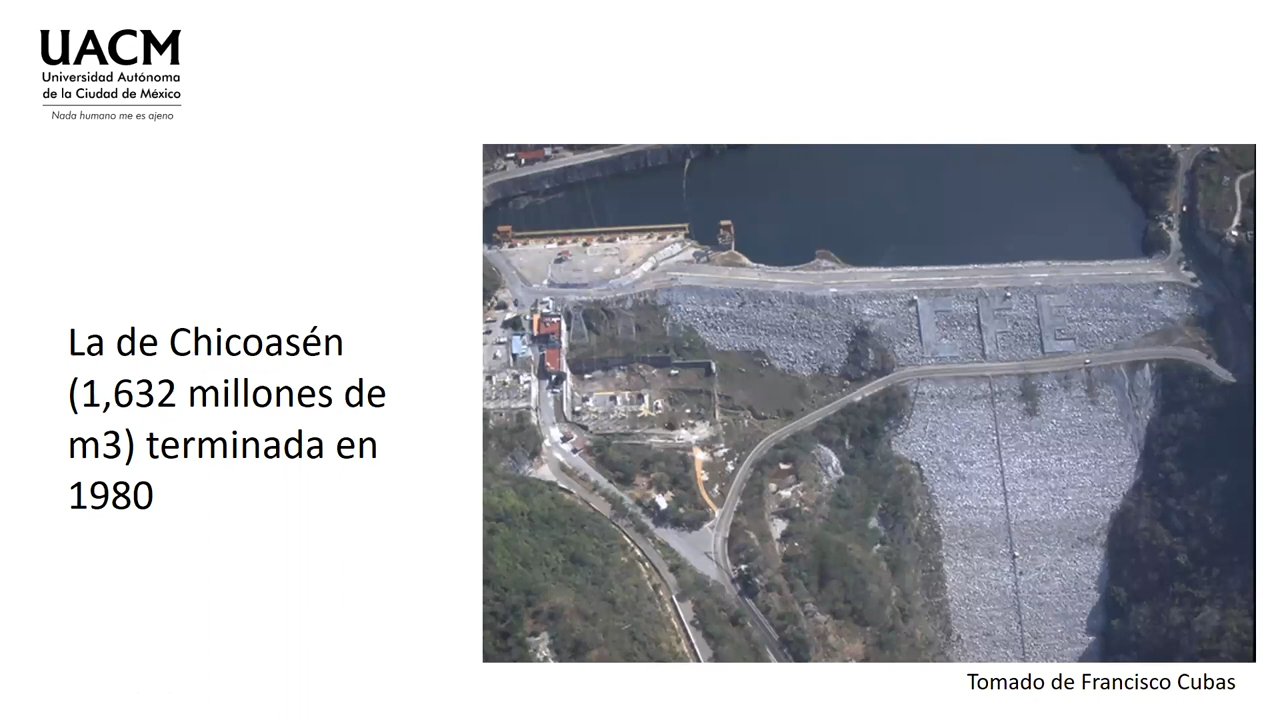 UACM
Universidad Autónoma
de la Ciudad de México
Nada humano me es ajeno
La de Chicoasén
(1,632 millones de
m3) terminada en
1980
CFE
Tomado de Francisco Cubas